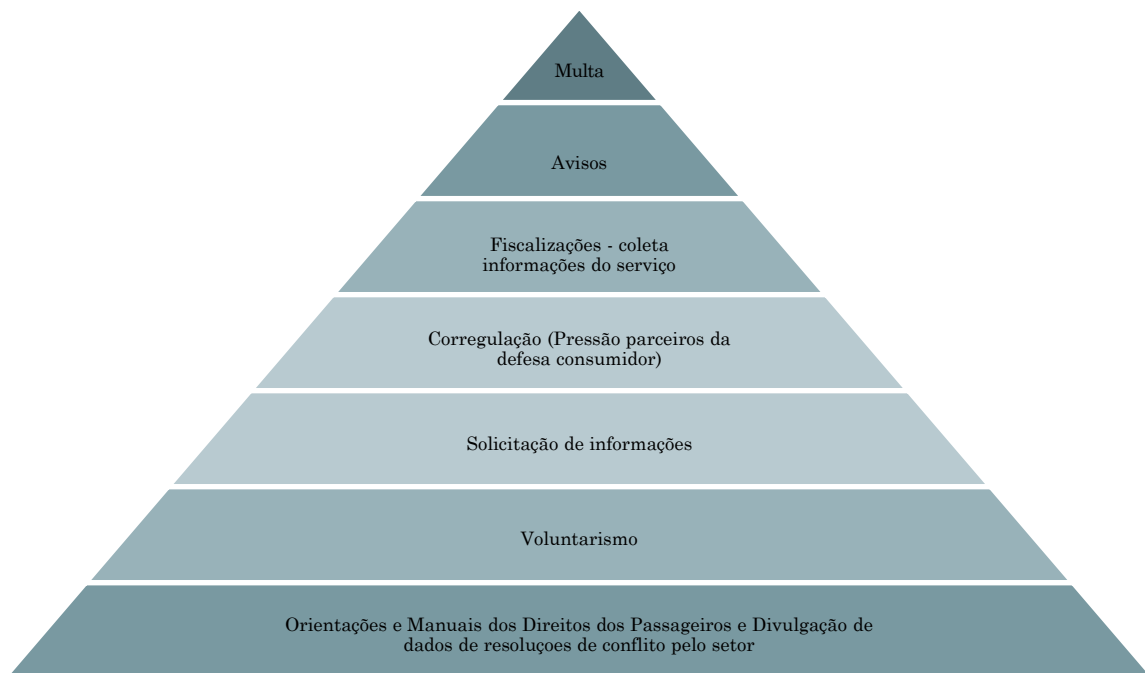 Multa
Avisos
Fiscalizações - coleta
informações do serviço
Corregulação (Pressão parceiros da
defesa consumidor)
Solicitação de informações
Voluntarismo
Orientações e Manuais dos Direitos dos Passageiros e Divulgação de
dados de resoluçoes de conflito pelo setor